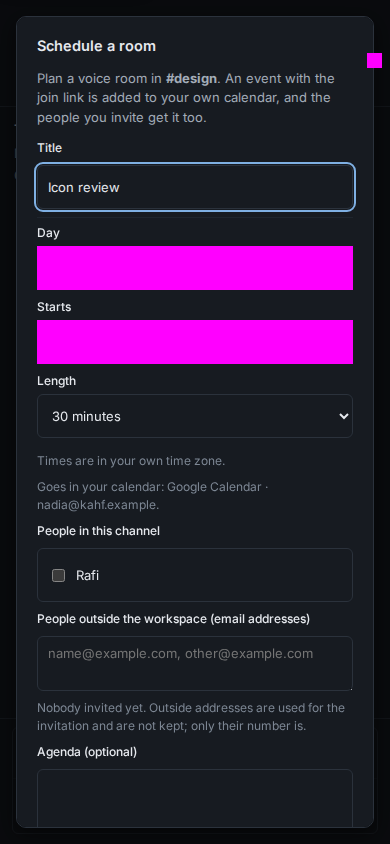 Schedule a room
Plan a voice room in #design. An event with the
join link is added to your own calendar, and the
people you invite get it too.
Title
Icon review
Day
Starts
Length
30 minutes
Times are in your own time zone.
Goes in your calendar: Google Calendar ·
nadia@kahf.example.
People in this channel
Rafi
People outside the workspace (email addresses)
name@example.com, other@example.com
Nobody invited yet. Outside addresses are used for the
invitation and are not kept; only their number is.
Agenda (optional)